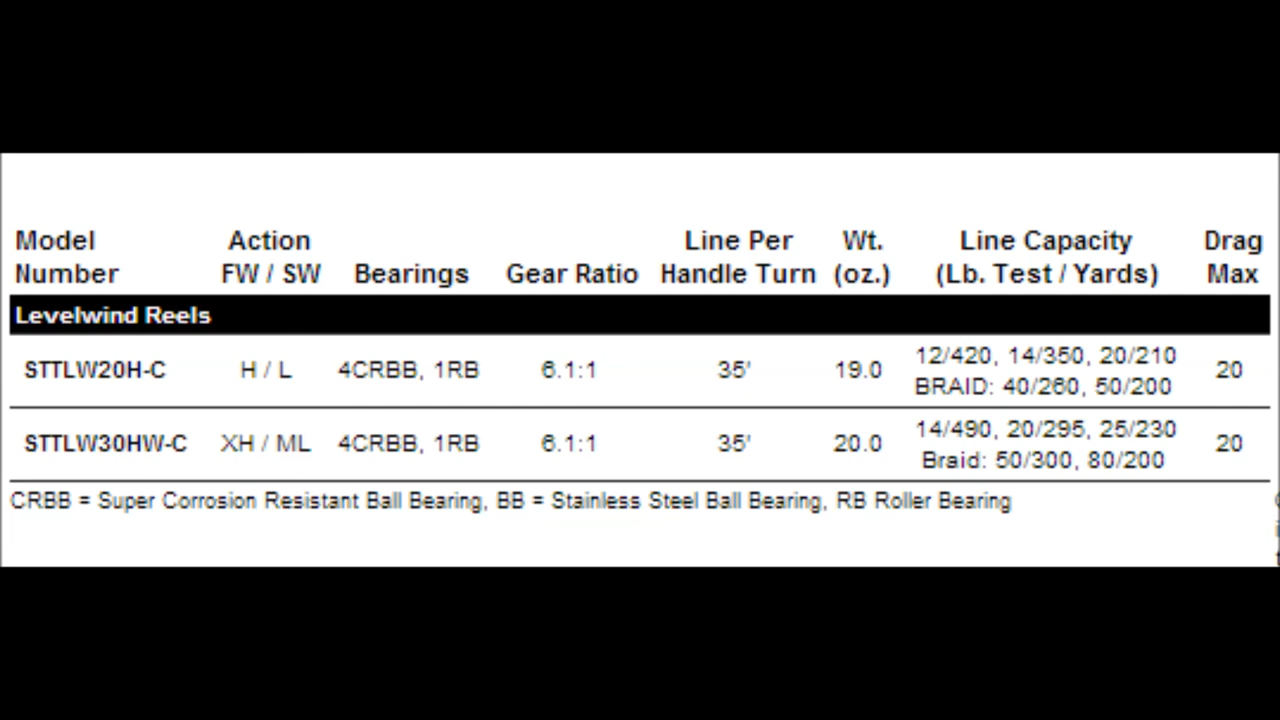 Model Number Action FW / SW Bearings Gear Ratio Line Per Handle Turn Wt. (oz.) Line Capacity (Lb. Test / Yards) Drag Max
Levelwind Reels
STTLW20H-C H / L 4CRBB, 1RB 6.1:1 35' 19.0 12/420, 14/350, 20/210 BRAID: 40/260, 50/200 20
STTLW30HW-C XH / ML 4CRBB, 1RB 6.1:1 35' 20.0 14/490, 20/295, 25/230 Braid: 50/300, 80/200 20
CRBB = Super Corrosion Resistant Ball Bearing, BB = Stainless Steel Ball Bearing, RB Roller Bearing